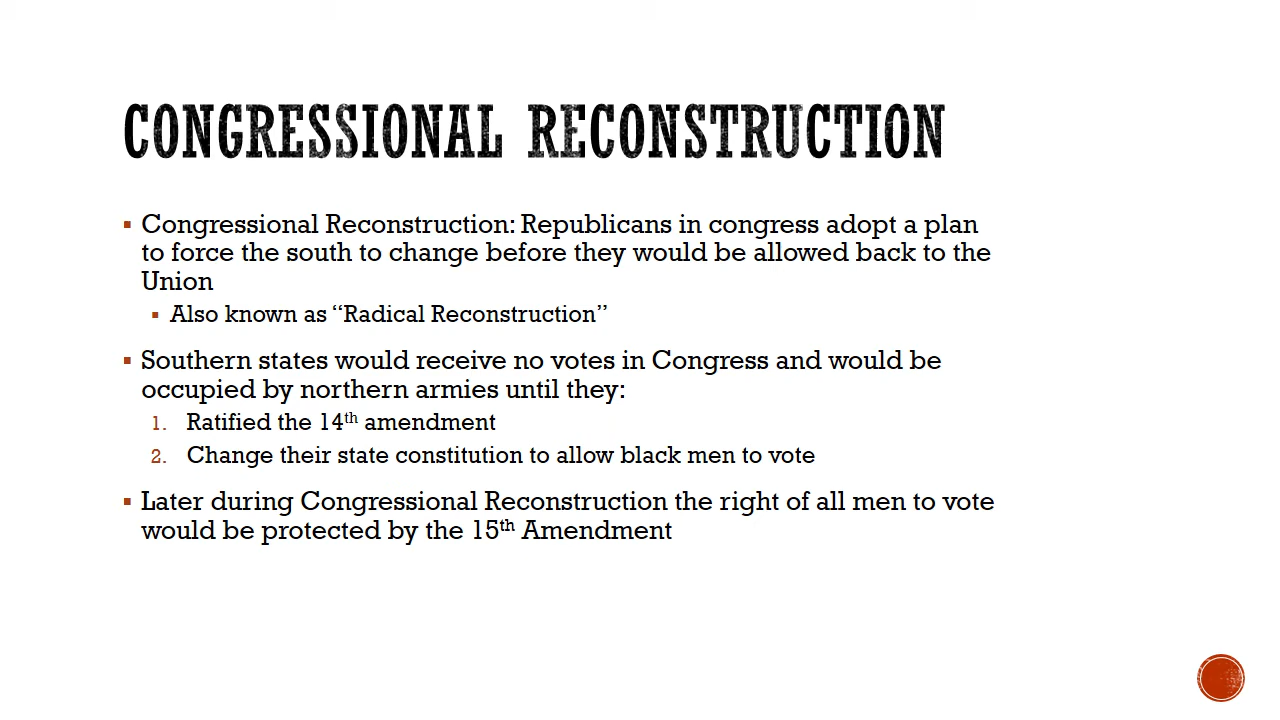 CONGRESSIONAL RECONSTRUCTION
▪ Congressional Reconstruction: Republicans in congress adopt a plan
to force the south to change before they would be allowed back to the
Union
▪ Also known as “Radical Reconstruction”
▪ Southern states would receive no votes in Congress and would be
occupied by northern armies until they:
1. Ratified the 14th amendment
2. Change their state constitution to allow black men to vote
▪ Later during Congressional Reconstruction the right of all men to vote
would be protected by the 15th Amendment